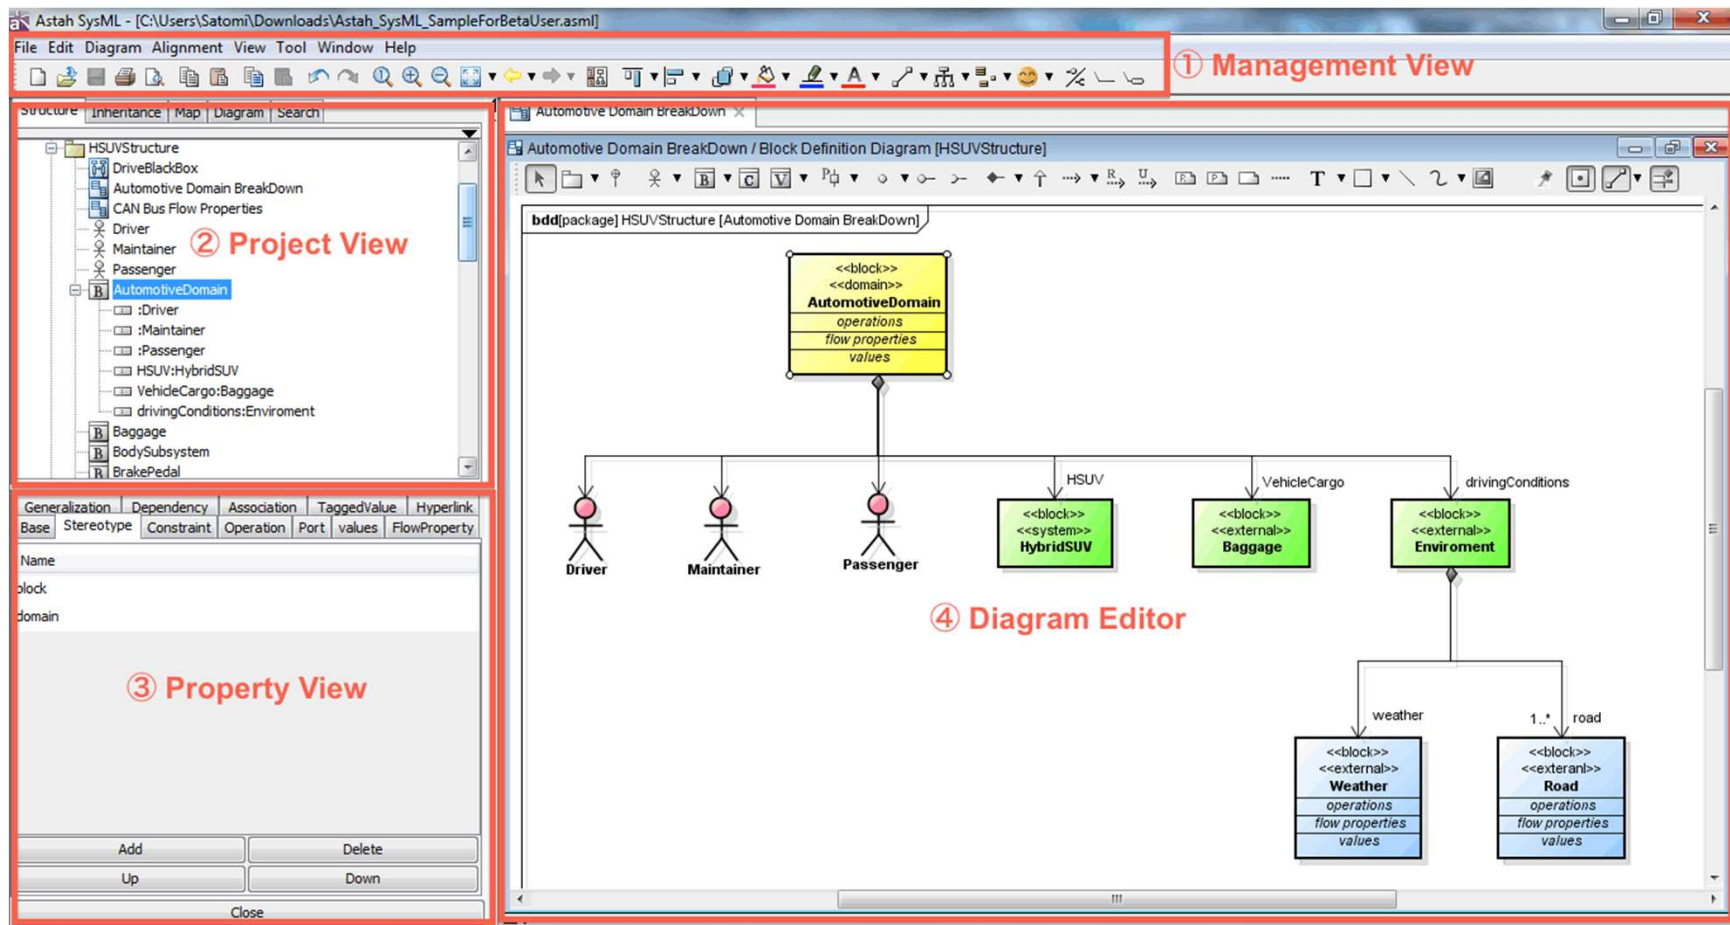 Astah SysML - [C:\Users\Satomi\Downloads\Astah_SysML_SampleForBetaUser.asml]
File Edit Diagram Alignment View Tool Window Help
① Management View
Structure Inheritance Map Diagram Search
HSUVStructure
DriveBlackBox
Automotive Domain BreakDown
CAN Bus Flow Properties
Driver
Maintainer
Passenger
② Project View
B AutomotiveDomain
:Driver
:Maintainer
:Passenger
HSUV:HybridSUV
VehicleCargo:Baggage
drivingConditions:Enviroment
B Baggage
B BodySubsystem
B BrakePedal
Generalization Dependency Association TaggedValue Hyperlink
Base Stereotype Constraint Operation Port values FlowProperty
Name
block
domain
③ Property View
Add Delete
Up Down
Close
Automotive Domain BreakDown
Automotive Domain BreakDown / Block Definition Diagram [HSUVStructure]
bdd[package] HSUVStructure [Automotive Domain BreakDown]
<<block>>
<<domain>>
AutomotiveDomain
operations
flow properties
values
HSUV
VehicleCargo
drivingConditions
Driver
Maintainer
Passenger
<<block>>
<<system>>
HybridSUV
<<block>>
<<external>>
Baggage
<<block>>
<<external>>
Enviroment
④ Diagram Editor
weather
1..* road
<<block>>
<<external>>
Weather
operations
flow properties
values
<<block>>
<<exteranl>>
Road
operations
flow properties
values